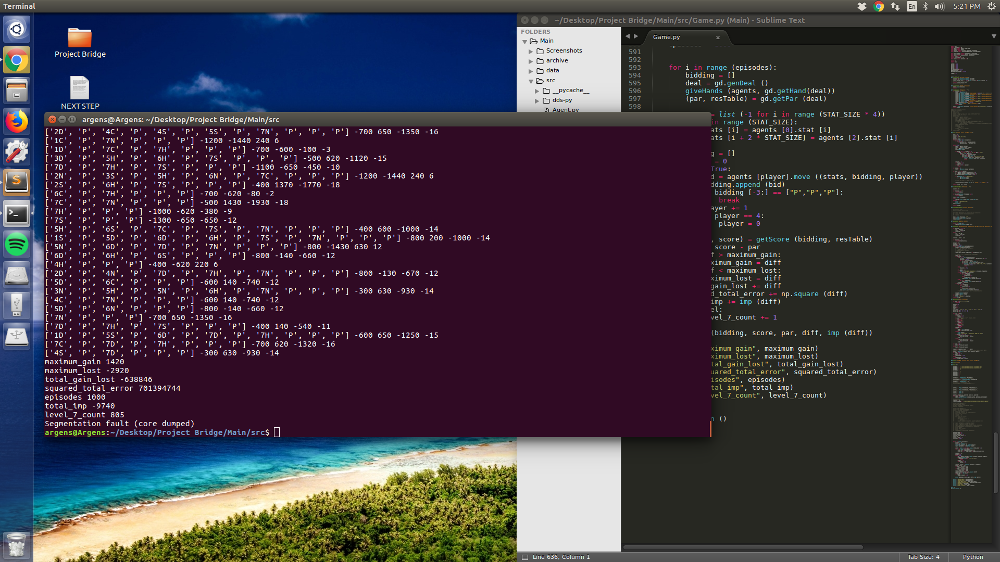 Terminal
En
5:21 PM
Project Bridge
NEXT STEP
~/Desktop/Project Bridge/Main/src/Game.py (Main) - Sublime Text
FOLDERS
Main
Screenshots
archive
data
src
__pycache__
dds-py
Agent.py
Game.py
591
592
593 for i in range (episodes):
594 bidding = []
595 deal = gd.genDeal ()
596 giveHands (agents, gd.getHand(deal))
597 (par, resTable) = gd.getPar (deal)
598
= list (-1 for i in range (STAT_SIZE * 4))
in range (STAT_SIZE):
ats [i] = agents [0].stat [i]
ats [i + 2 * STAT_SIZE] = agents [2].stat [i]
g = []
= 0
True:
d = agents [player].move ((stats, bidding, player))
dding.append (bid)
bidding [-3:] == ["P","P","P"]:
break
ayer += 1
player == 4:
player = 0
, score) = getScore (bidding, resTable)
score - par
f > maximum_gain:
ximum_gain = diff
f < maximum_lost:
ximum_lost = diff
gain_lost += diff
d_total_error += np.square (diff)
imp += imp (diff)
el:
vel_7_count += 1
(bidding, score, par, diff, imp (diff))
ximum_gain", maximum_gain)
ximum_lost", maximum_lost)
tal_gain_lost", total_gain_lost)
uared_total_error", squared_total_error)
isodes", episodes)
tal_imp", total_imp)
vel_7_count", level_7_count)
n ()
argens@Argens: ~/Desktop/Project Bridge/Main/src
['2D', 'P', '4C', 'P', '4S', 'P', '5S', 'P', '7N', 'P', 'P', 'P'] -700 650 -1350 -16
['1C', 'P', '7N', 'P', 'P', 'P'] -1200 -1440 240 6
['1D', 'P', '7C', 'P', '7H', 'P', 'P', 'P'] -700 -600 -100 -3
['3D', 'P', '5H', 'P', '6H', 'P', '7S', 'P', 'P', 'P'] -500 620 -1120 -15
['7D', 'P', '7H', 'P', '7S', 'P', 'P', 'P'] -1100 -650 -450 -10
['2N', 'P', '3S', 'P', '5H', 'P', '6N', 'P', '7C', 'P', 'P', 'P'] -1200 -1440 240 6
['2S', 'P', '6H', 'P', '7S', 'P', 'P', 'P'] -400 1370 -1770 -18
['6C', 'P', '7H', 'P', 'P', 'P'] -700 -620 -80 -2
['7C', 'P', '7N', 'P', 'P', 'P'] -500 1430 -1930 -18
['7H', 'P', 'P', 'P'] -1000 -620 -380 -9
['7S', 'P', 'P', 'P'] -1300 -650 -650 -12
['5H', 'P', '6S', 'P', '7C', 'P', '7S', 'P', '7N', 'P', 'P', 'P'] -400 600 -1000 -14
['1S', 'P', '5D', 'P', '6D', 'P', '6H', 'P', '7S', 'P', '7N', 'P', 'P', 'P'] -800 200 -1000 -14
['5N', 'P', '6D', 'P', '7D', 'P', '7N', 'P', 'P', 'P'] -800 -1430 630 12
['6D', 'P', '6H', 'P', '6S', 'P', 'P', 'P'] -800 -140 -660 -12
['4H', 'P', 'P', 'P'] -400 -620 220 6
['2D', 'P', '4N', 'P', '7D', 'P', '7H', 'P', '7N', 'P', 'P', 'P'] -800 -130 -670 -12
['5D', 'P', '6C', 'P', 'P', 'P'] -600 140 -740 -12
['3N', 'P', '5H', 'P', '5N', 'P', '6H', 'P', '7N', 'P', 'P', 'P'] -300 630 -930 -14
['4C', 'P', '7N', 'P', 'P', 'P'] -600 140 -740 -12
['5D', 'P', '6N', 'P', 'P', 'P'] -800 -140 -660 -12
['7N', 'P', 'P', 'P'] -700 650 -1350 -16
['7D', 'P', '7H', 'P', '7S', 'P', 'P', 'P'] -400 140 -540 -11
['1D', 'P', '5S', 'P', '6D', 'P', '7D', 'P', '7H', 'P', 'P', 'P'] -600 650 -1250 -15
['7C', 'P', '7D', 'P', '7H', 'P', 'P', 'P'] -700 620 -1320 -16
['4S', 'P', '7D', 'P', 'P', 'P'] -300 630 -930 -14
maximum_gain 1420
maximum_lost -2920
total_gain_lost -638846
squared_total_error 701394744
episodes 1000
total_imp -9740
level_7_count 805
Segmentation fault (core dumped)
argens@Argens:~/Desktop/Project Bridge/Main/src$
Line 636, Column 1
Tab Size: 4
Python